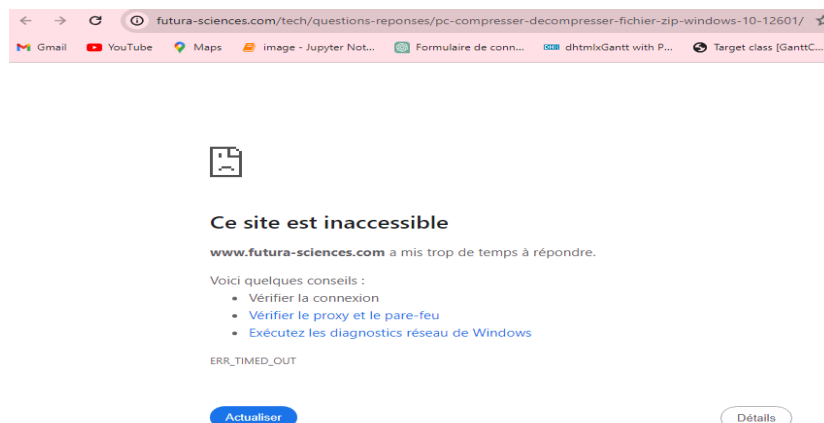 futura-sciences.com/tech/questions-reponses/pc-compresser-decompresser-fichier-zip-windows-10-12601/
Gmail YouTube Maps image - Jupyter Not... Formulaire de conn... dhtmlxGantt with P... Target class [GanttC...
Ce site est inaccessible
www.futura-sciences.com a mis trop de temps à répondre.
Voici quelques conseils :
• Vérifier la connexion
• Vérifier le proxy et le pare-feu
• Exécutez les diagnostics réseau de Windows
ERR_TIMED_OUT
Actualiser Détails